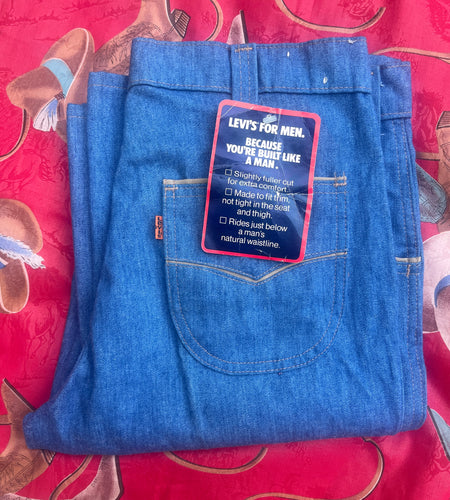 LEVI'S FOR MEN.
BECAUSE
YOU'RE BUILT LIKE
A MAN.
☐ Slightly fuller cut
for extra comfort.
☐ Made to fit trim,
not tight in the seat
and thigh.
☐ Rides just below
a man's
natural waistline.